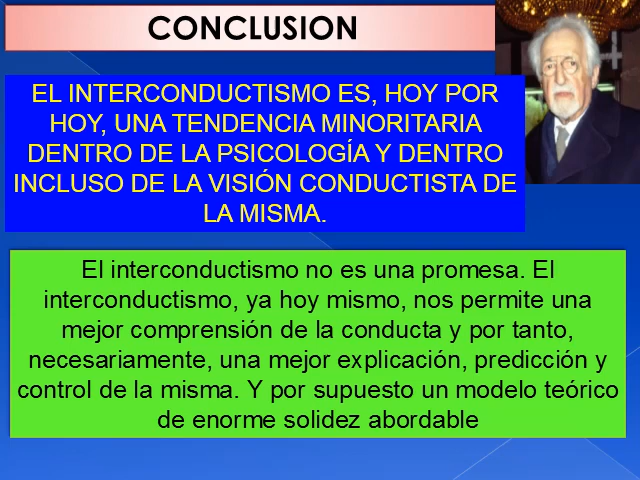 CONCLUSION
EL INTERCONDUCTISMO ES, HOY POR
HOY, UNA TENDENCIA MINORITARIA
DENTRO DE LA PSICOLOGÍA Y DENTRO
INCLUSO DE LA VISIÓN CONDUCTISTA DE
LA MISMA.
El interconductismo no es una promesa. El
interconductismo, ya hoy mismo, nos permite una
mejor comprensión de la conducta y por tanto,
necesariamente, una mejor explicación, predicción y
control de la misma. Y por supuesto un modelo teórico
de enorme solidez abordable